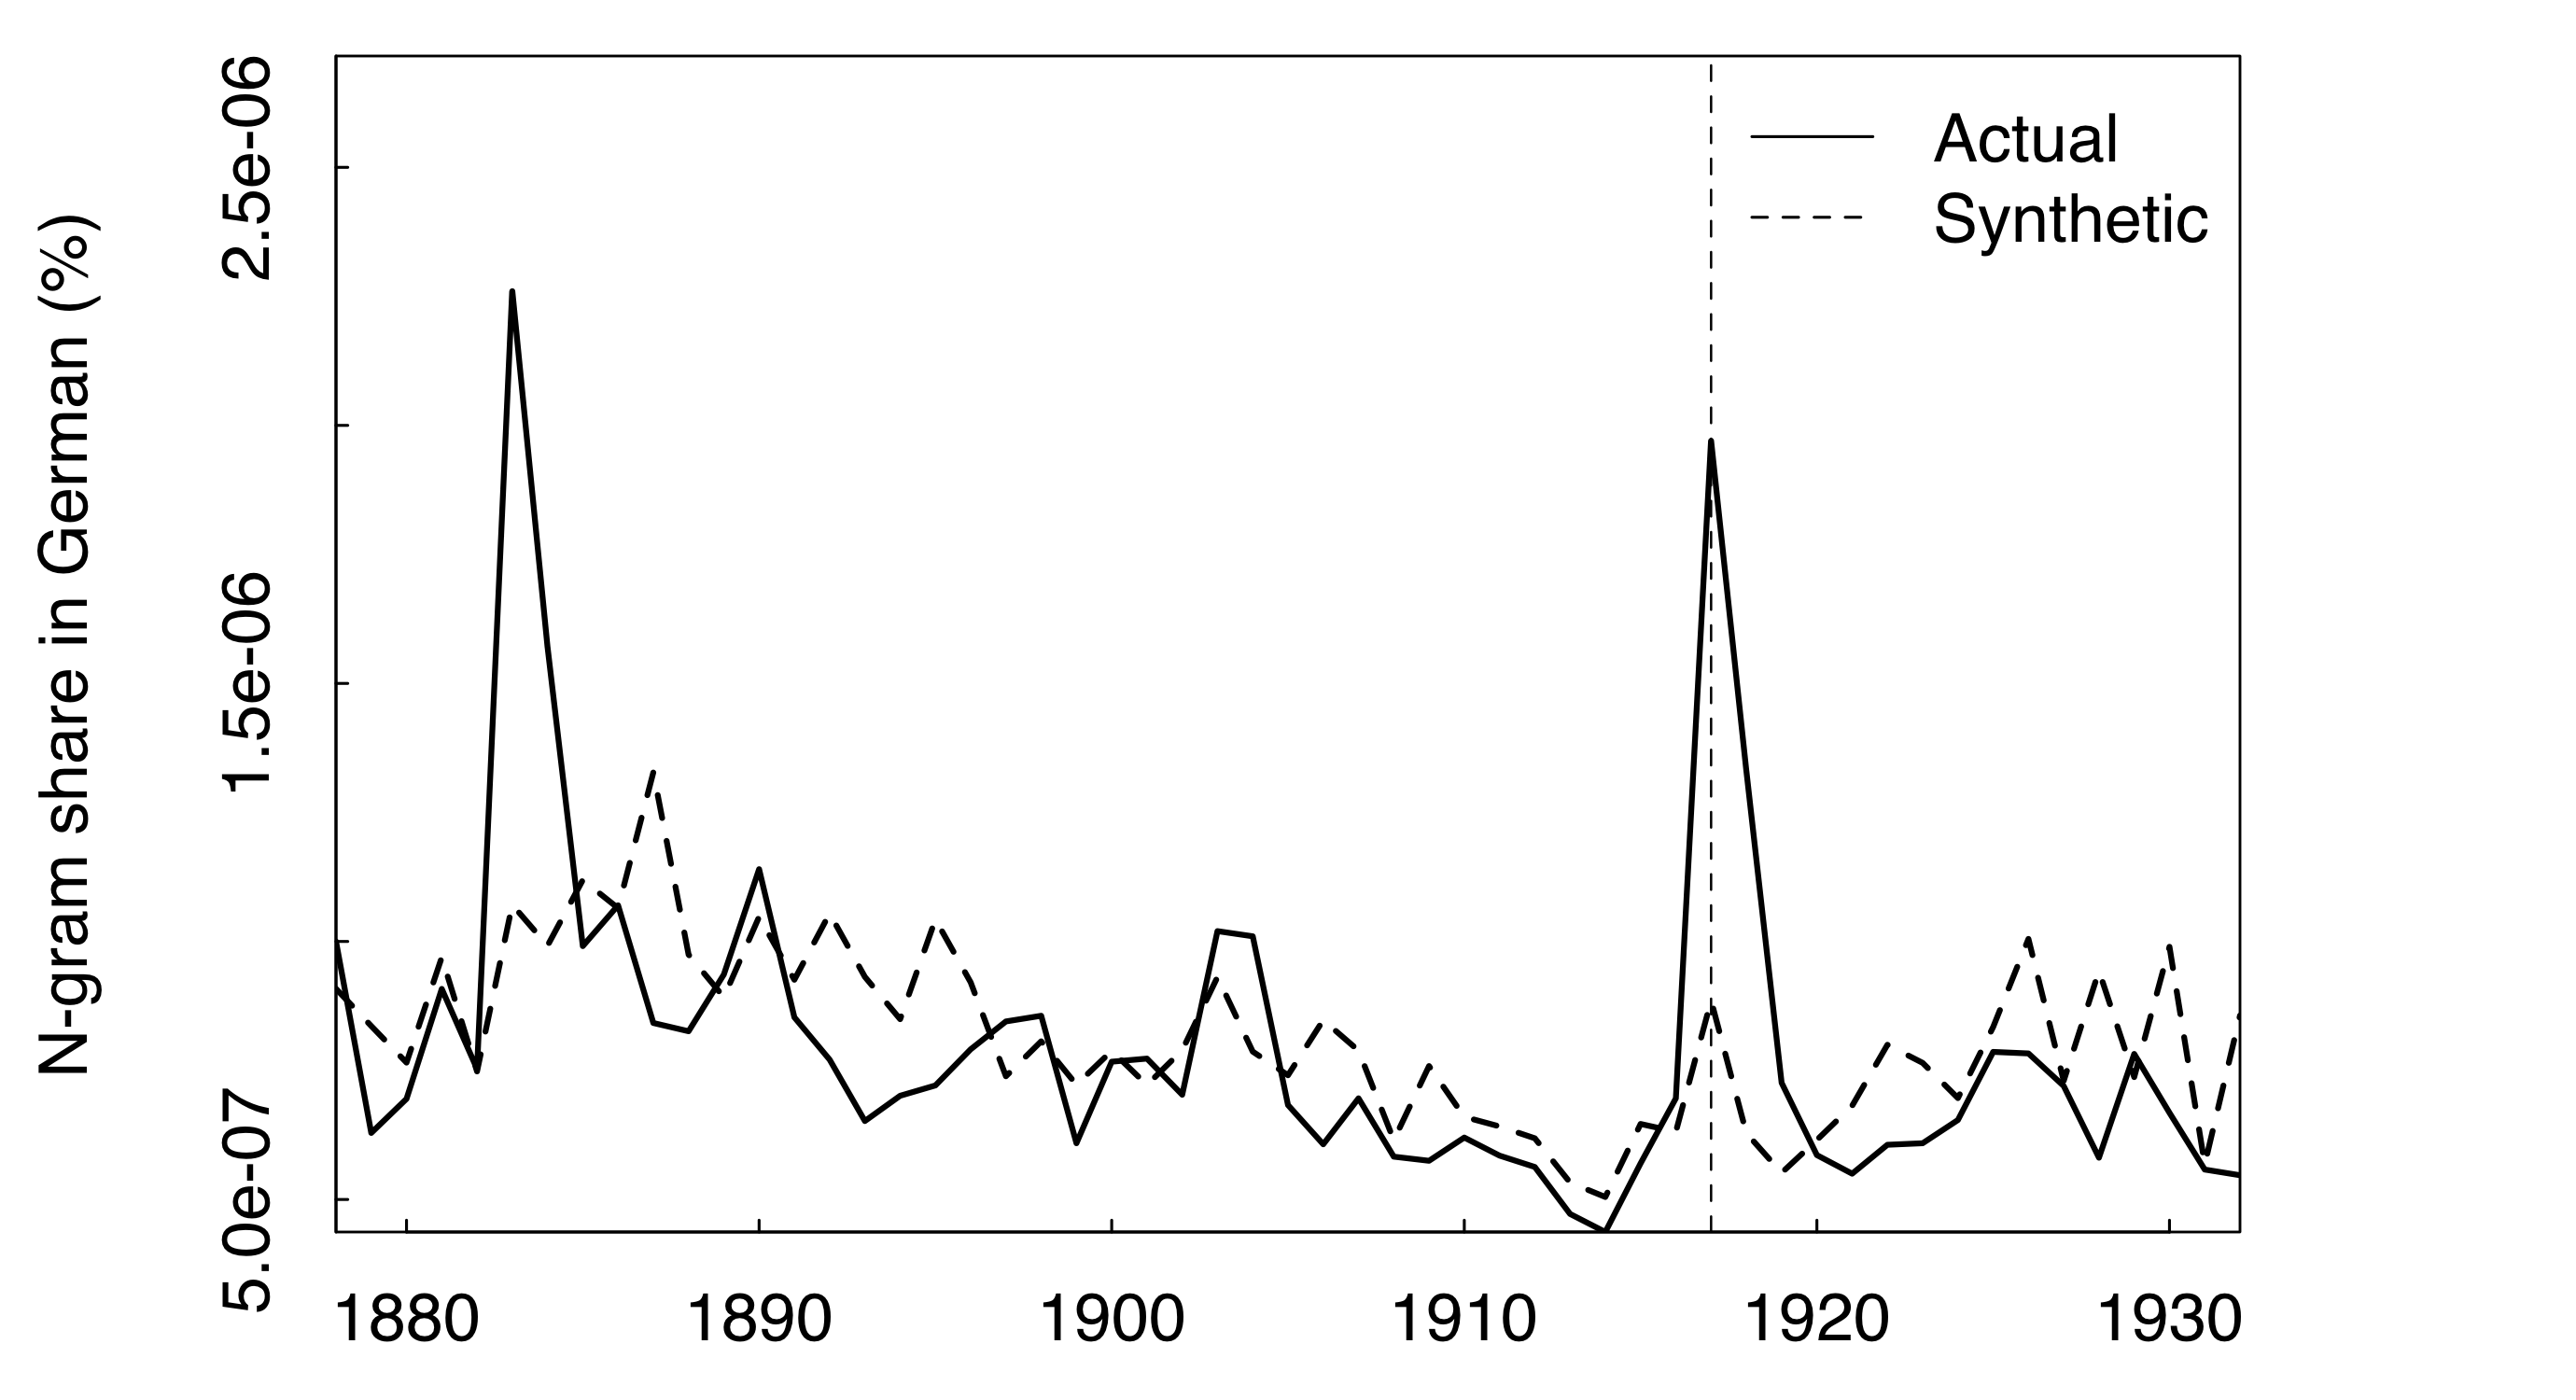 N-gram share in German (%)
2.5e-06
1.5e-06
5.0e-07
Actual
Synthetic
1880 1890 1900 1910 1920 1930